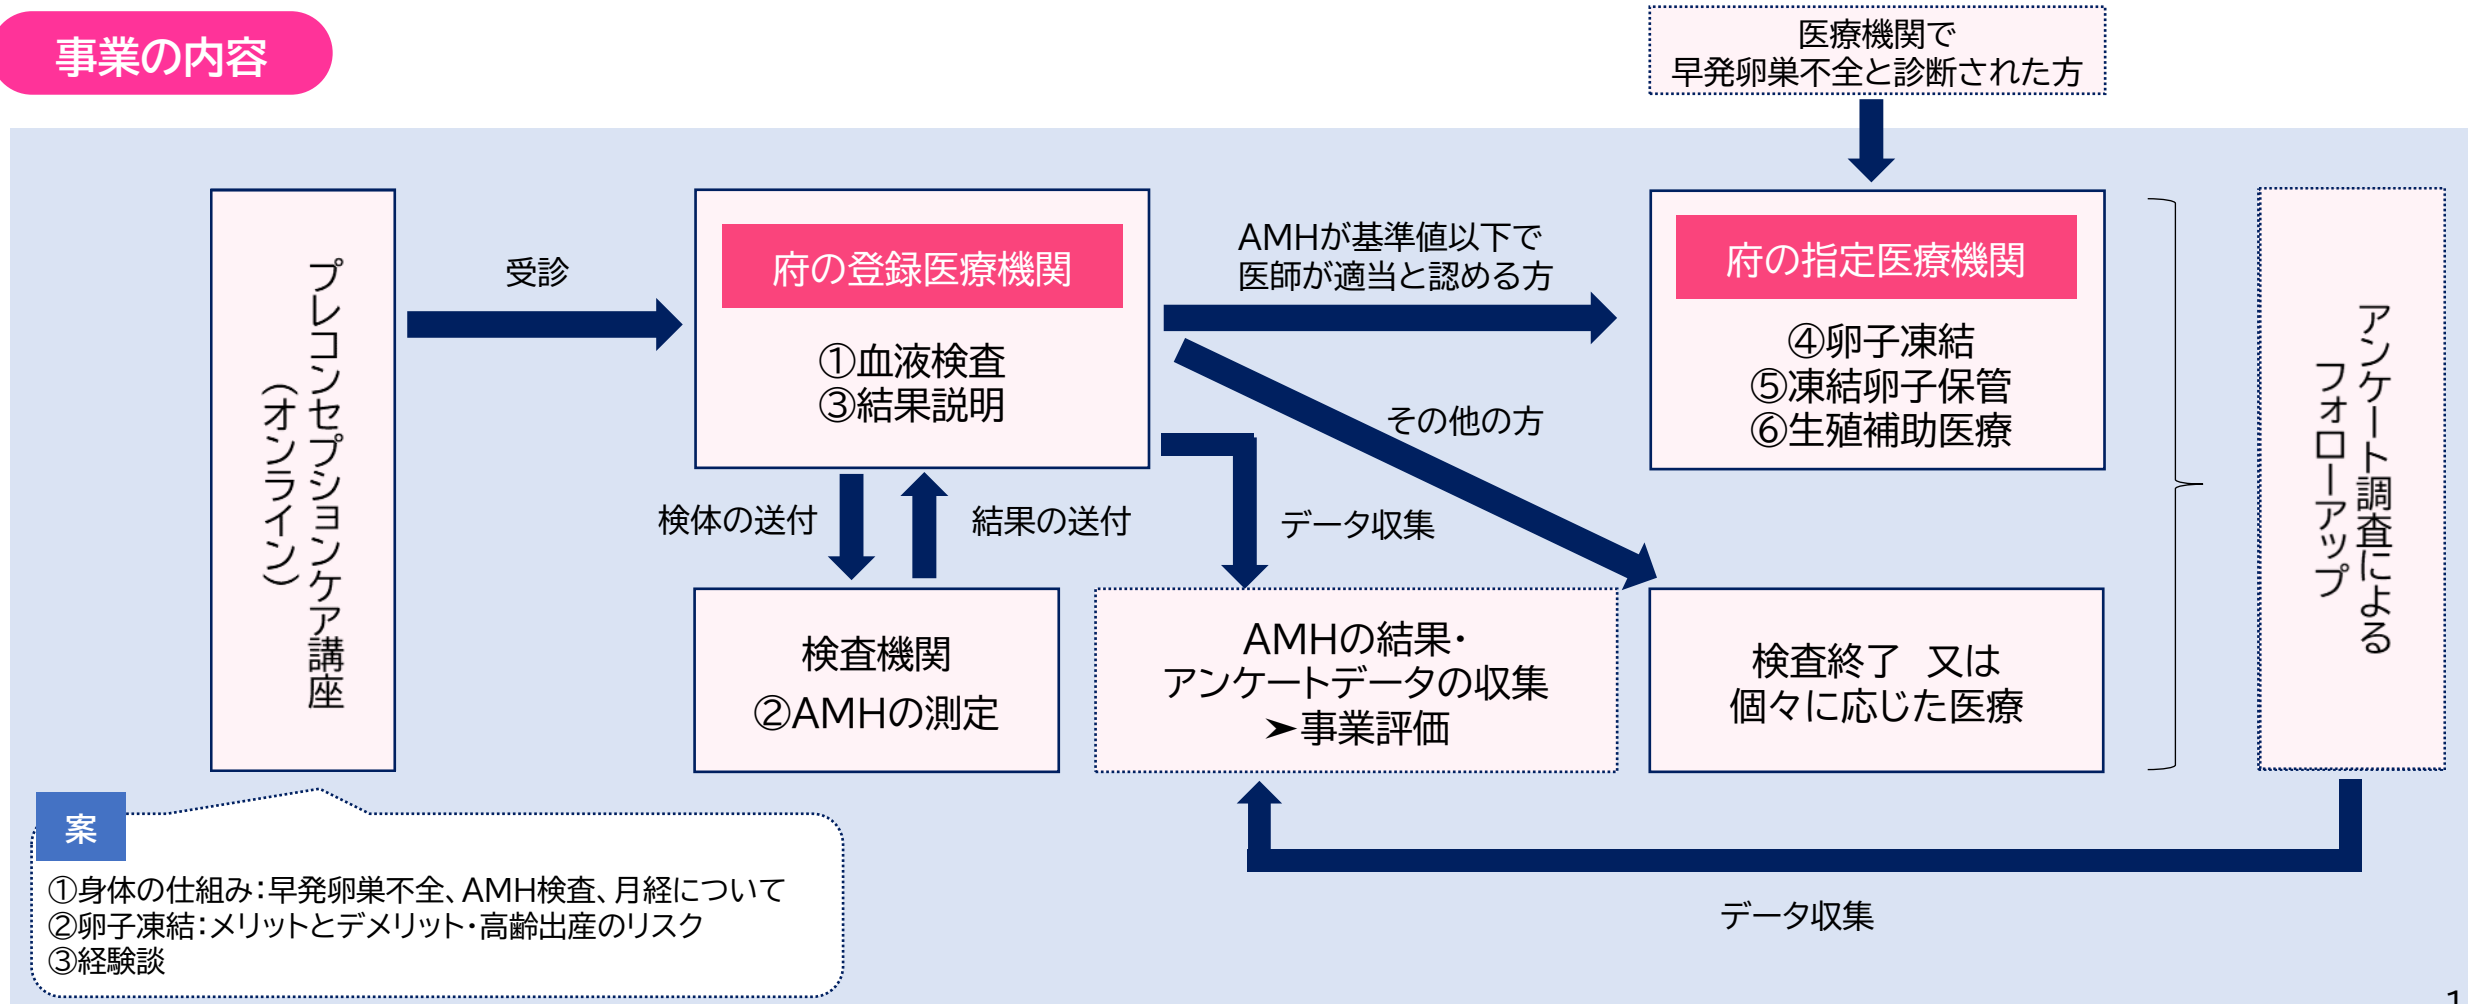 事業の内容
医療機関で
早発卵巣不全と診断された方
プレコンセプションケア講座
（オンライン）
受診
府の登録医療機関
①血液検査
③結果説明
AMHが基準値以下で
医師が適当と認める方
府の指定医療機関
④卵子凍結
⑤凍結卵子保管
⑥生殖補助医療
アンケート調査による
フォローアップ
その他の方
検体の送付
結果の送付
データ収集
検査機関
②AMHの測定
AMHの結果・
アンケートデータの収集
➤事業評価
検査終了　又は
個々に応じた医療
案
①身体の仕組み：早発卵巣不全、AMH検査、月経について
②卵子凍結：メリットとデメリット・高齢出産のリスク
③経験談
データ収集
1